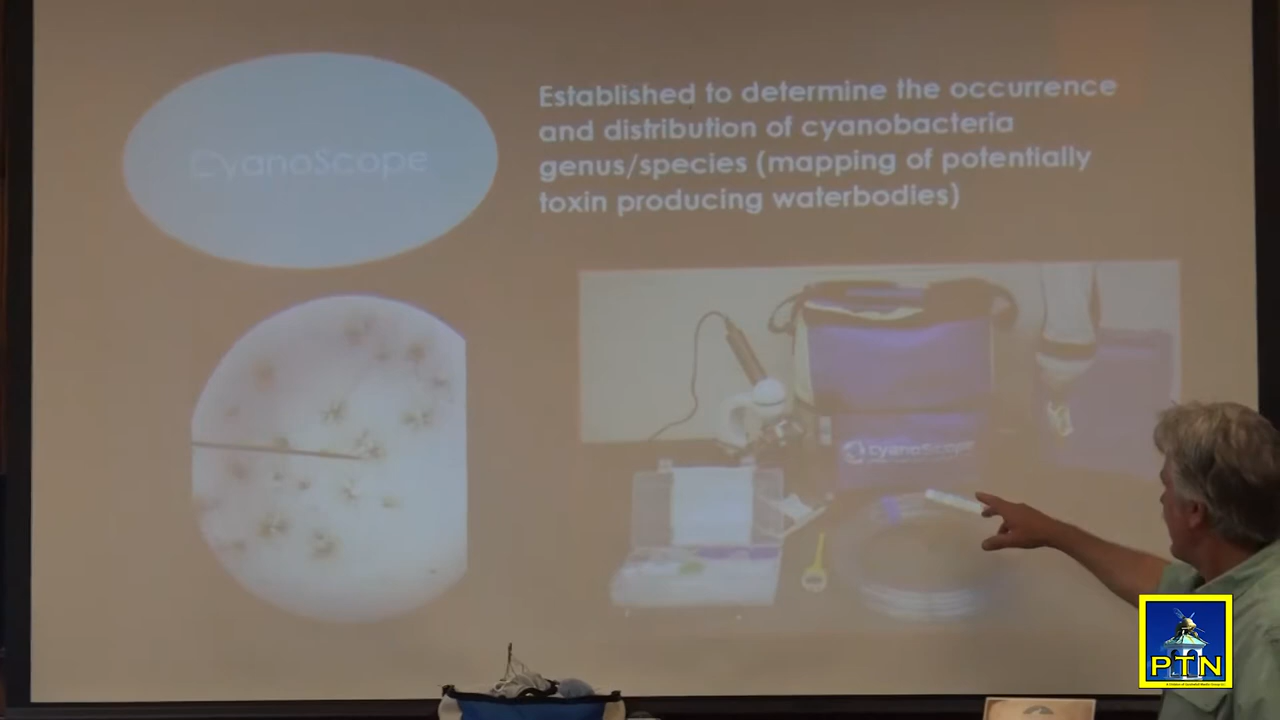 CyanoScope
Established to determine the occurrence
and distribution of cyanobacteria
genus/species (mapping of potentially
toxin producing waterbodies)
cyanoScope
PTN